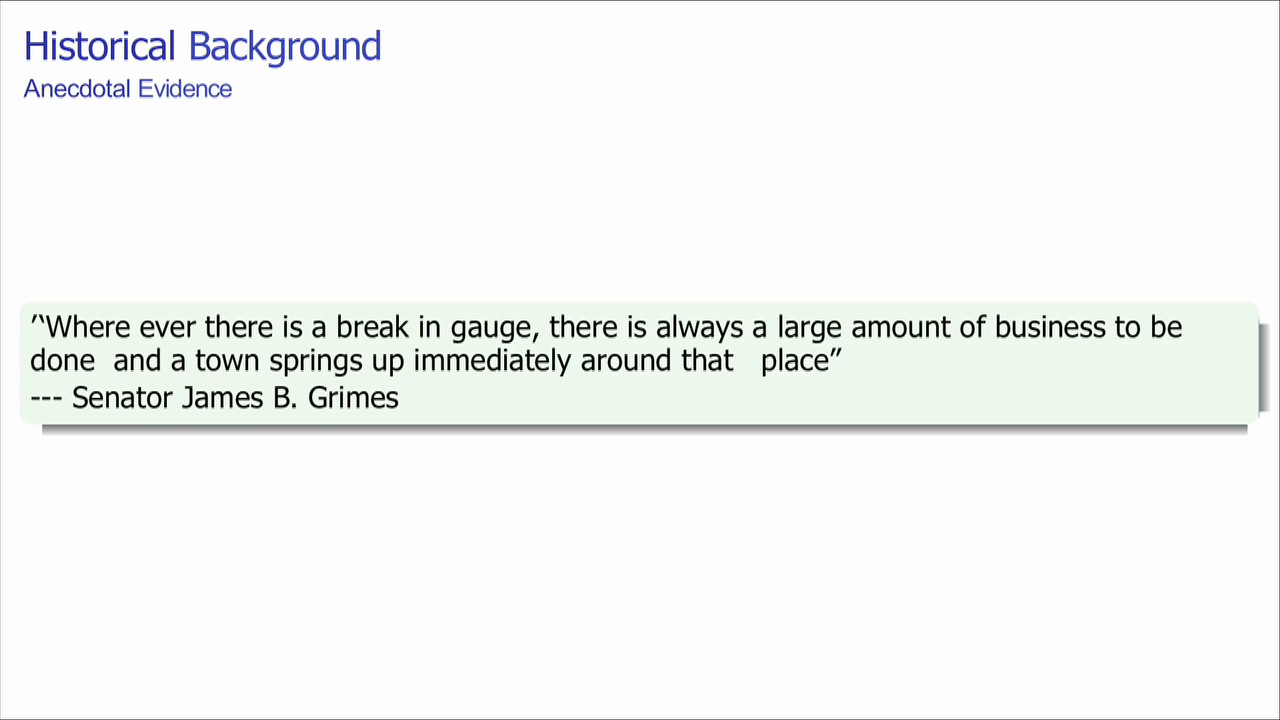 Historical Background
Anecdotal Evidence
′‘Where ever there is a break in gauge, there is always a large amount of business to be
done  and a town springs up immediately around that   place”
--- Senator James B. Grimes